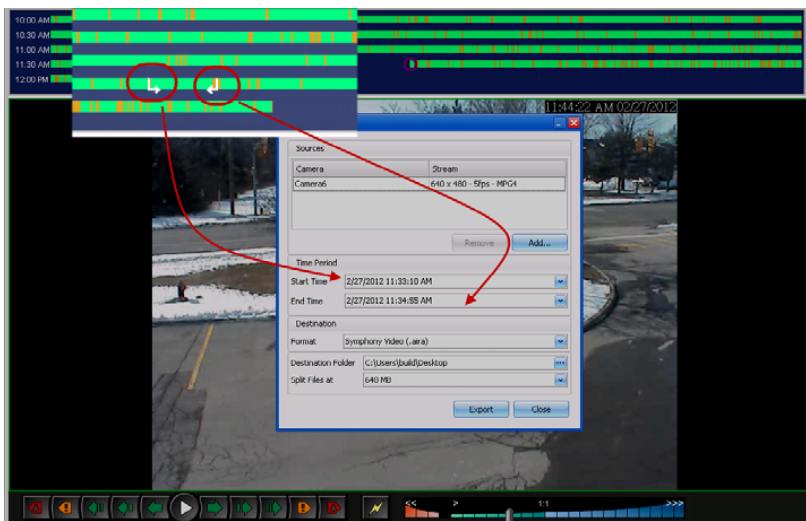 10:00 AM
10:30 AM
11:00 AM
11:30 AM
12:00 PM
11:44:22 AM 02/27/2012
Sources
Camera Stream
Camera6 640 x 480 - 5fps - MPG4
Remove Add...
Time Period
Start Time 2/27/2012 11:33:10 AM
End Time 2/27/2012 11:34:55 AM
Destination
Format Symphony Video (.aira)
Destination Folder C:\Users\build\Desktop ...
Split Files at 640 MB
Export Close
<< > 1:1 >>>